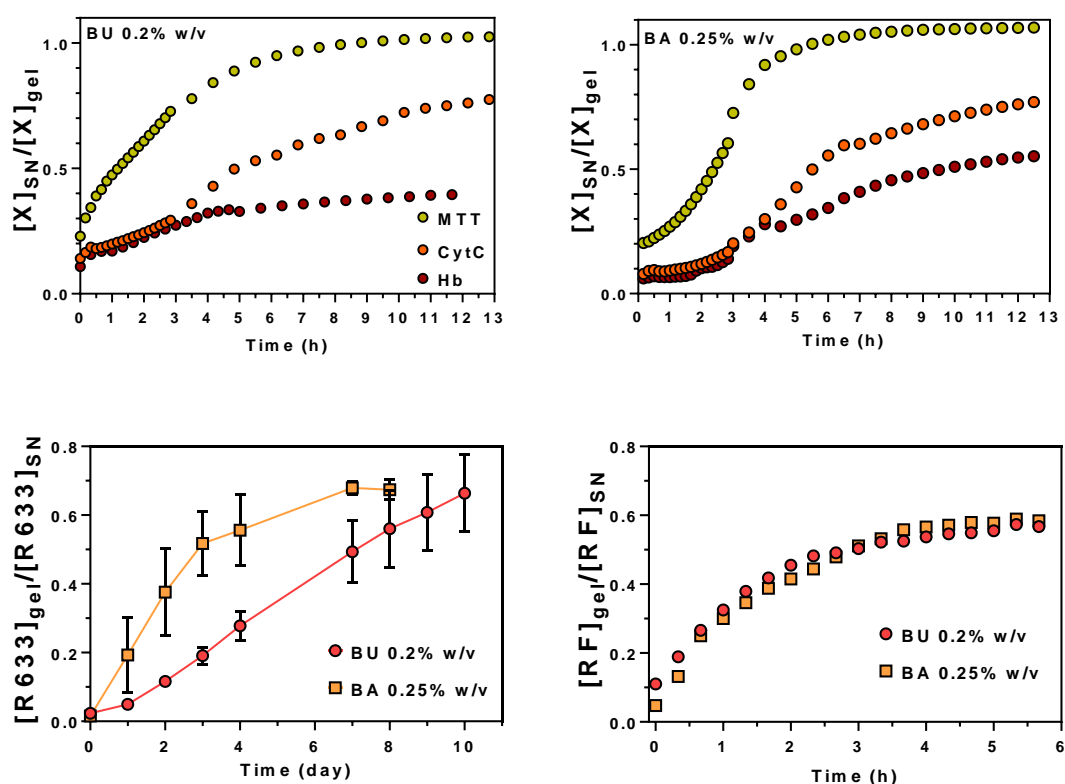 BU 0.2% w/v
[X]SN/[X]gel
1.0
0.5
0.0
MTT
CytC
Hb
0 1 2 3 4 5 6 7 8 9 10 11 12 13
Time (h)
BA 0.25% w/v
[X]SN/[X]gel
1.0
0.5
0.0
0 1 2 3 4 5 6 7 8 9 10 11 12 13
Time (h)
[R633]gel/[R633]SN
0.8
0.6
0.4
0.2
0.0
BU 0.2% w/v
BA 0.25% w/v
0 2 4 6 8 10
Time (day)
[RF]gel/[RF]SN
0.8
0.6
0.4
0.2
0.0
BU 0.2% w/v
BA 0.25% w/v
0 1 2 3 4 5 6
Time (h)